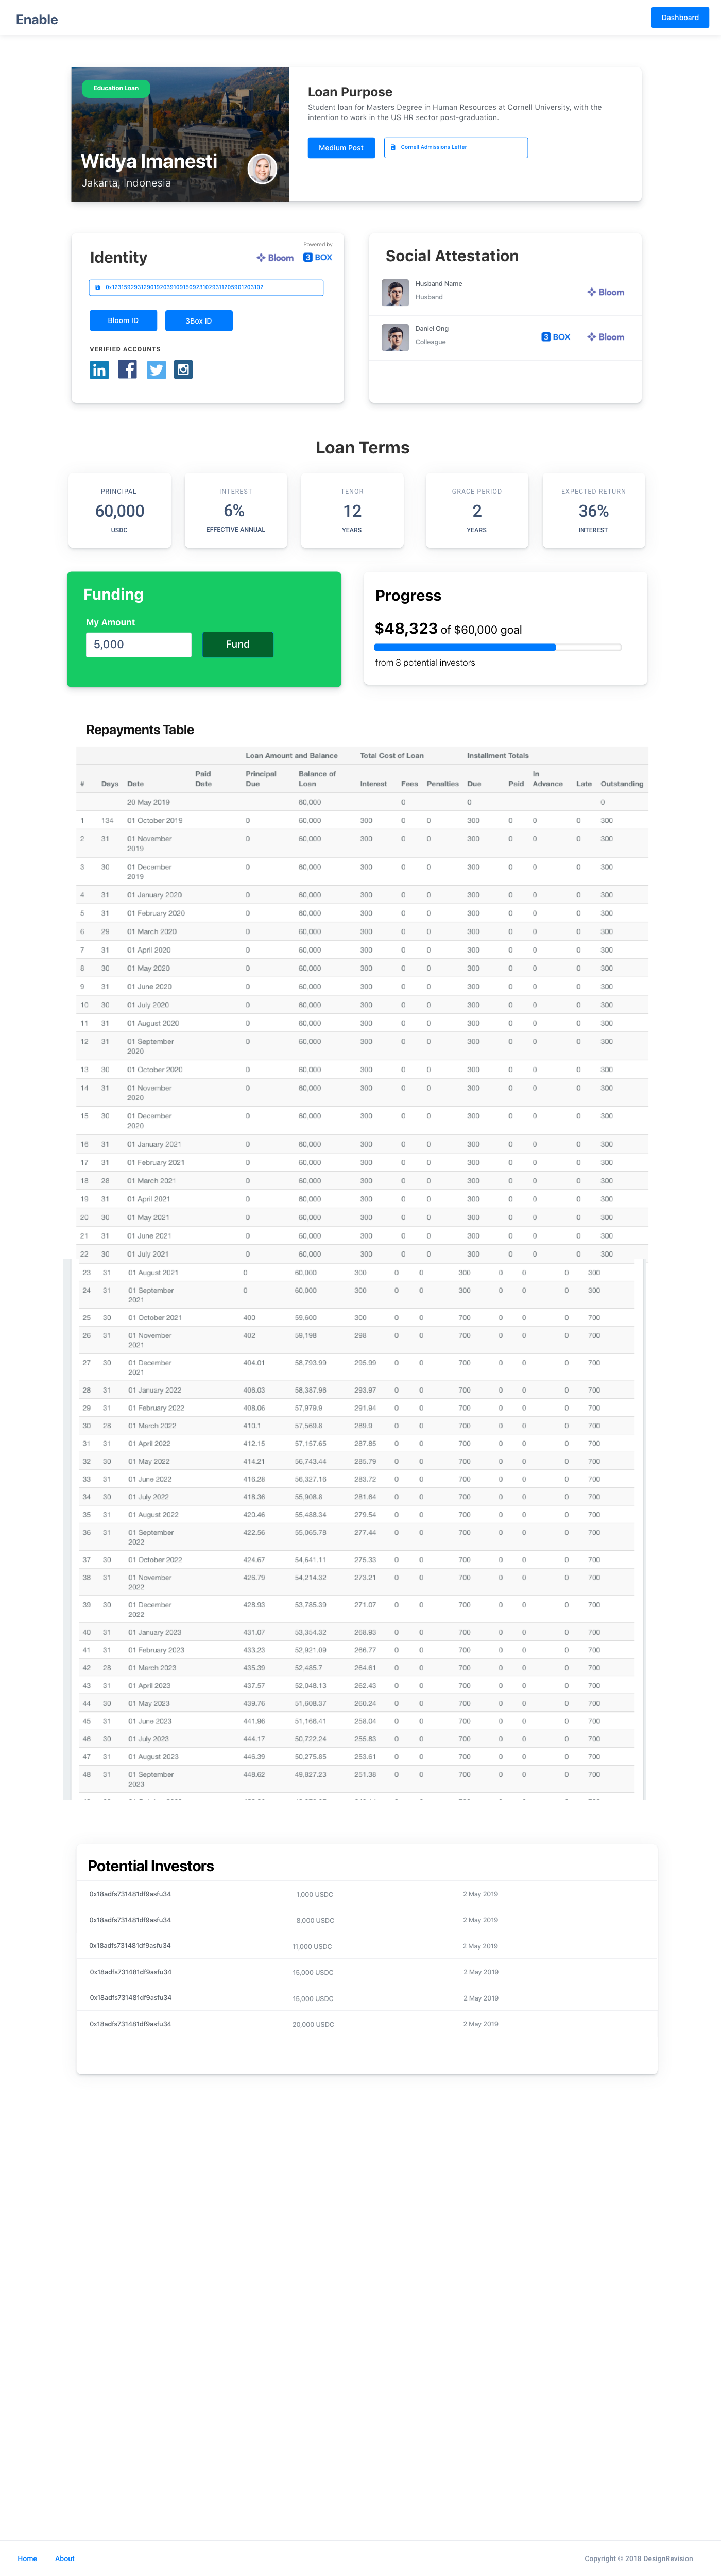 Enable
Dashboard
Education Loan
Widya Imanesti
Jakarta, Indonesia
Loan Purpose
Student loan for Masters Degree in Human Resources at Cornell University, with the
intention to work in the US HR sector post-graduation.
Medium Post
Cornell Admissions Letter
Identity
Powered by
Bloom
3 BOX
Bloom ID
3Box ID
VERIFIED ACCOUNTS
Social Attestation
Husband Name
Husband
Bloom
Daniel Ong
Colleague
3 BOX
Bloom
Loan Terms
PRINCIPAL
60,000
USDC
INTEREST
6%
EFFECTIVE ANNUAL
TENOR
12
YEARS
GRACE PERIOD
2
YEARS
EXPECTED RETURN
36%
INTEREST
Funding
My Amount
5,000
Fund
Progress
$48,323 of $60,000 goal
from 8 potential investors
Repayments Table
Loan Amount and Balance Total Cost of Loan Installment Totals
# Days Date Paid Date Principal Due Balance of Loan Interest Fees Penalties Due Paid In Advance Late Outstanding
20 May 2019 60,000 0 0 0
1 134 01 October 2019 0 60,000 300 0 0 300 0 0 0 300
2 31 01 November 2019 0 60,000 300 0 0 300 0 0 0 300
3 30 01 December 2019 0 60,000 300 0 0 300 0 0 0 300
4 31 01 January 2020 0 60,000 300 0 0 300 0 0 0 300
5 31 01 February 2020 0 60,000 300 0 0 300 0 0 0 300
6 29 01 March 2020 0 60,000 300 0 0 300 0 0 0 300
7 31 01 April 2020 0 60,000 300 0 0 300 0 0 0 300
8 30 01 May 2020 0 60,000 300 0 0 300 0 0 0 300
9 31 01 June 2020 0 60,000 300 0 0 300 0 0 0 300
10 30 01 July 2020 0 60,000 300 0 0 300 0 0 0 300
11 31 01 August 2020 0 60,000 300 0 0 300 0 0 0 300
12 31 01 September 2020 0 60,000 300 0 0 300 0 0 0 300
13 30 01 October 2020 0 60,000 300 0 0 300 0 0 0 300
14 31 01 November 2020 0 60,000 300 0 0 300 0 0 0 300
15 30 01 December 2020 0 60,000 300 0 0 300 0 0 0 300
16 31 01 January 2021 0 60,000 300 0 0 300 0 0 0 300
17 31 01 February 2021 0 60,000 300 0 0 300 0 0 0 300
18 28 01 March 2021 0 60,000 300 0 0 300 0 0 0 300
19 31 01 April 2021 0 60,000 300 0 0 300 0 0 0 300
20 30 01 May 2021 0 60,000 300 0 0 300 0 0 0 300
21 31 01 June 2021 0 60,000 300 0 0 300 0 0 0 300
22 30 01 July 2021 0 60,000 300 0 0 300 0 0 0 300
23 31 01 August 2021 0 60,000 300 0 0 300 0 0 0 300
24 31 01 September 2021 0 60,000 300 0 0 300 0 0 0 300
25 30 01 October 2021 400 59,600 300 0 0 700 0 0 0 700
26 31 01 November 2021 402 59,198 298 0 0 700 0 0 0 700
27 30 01 December 2021 404.01 58,793.99 295.99 0 0 700 0 0 0 700
28 31 01 January 2022 406.03 58,387.96 293.97 0 0 700 0 0 0 700
29 31 01 February 2022 408.06 57,979.9 291.94 0 0 700 0 0 0 700
30 28 01 March 2022 410.1 57,569.8 289.9 0 0 700 0 0 0 700
31 31 01 April 2022 412.15 57,157.65 287.85 0 0 700 0 0 0 700
32 30 01 May 2022 414.21 56,743.44 285.79 0 0 700 0 0 0 700
33 31 01 June 2022 416.28 56,327.16 283.72 0 0 700 0 0 0 700
34 30 01 July 2022 418.36 55,908.8 281.64 0 0 700 0 0 0 700
35 31 01 August 2022 420.46 55,488.34 279.54 0 0 700 0 0 0 700
36 31 01 September 2022 422.56 55,065.78 277.44 0 0 700 0 0 0 700
37 30 01 October 2022 424.67 54,641.11 275.33 0 0 700 0 0 0 700
38 31 01 November 2022 426.79 54,214.32 273.21 0 0 700 0 0 0 700
39 30 01 December 2022 428.93 53,785.39 271.07 0 0 700 0 0 0 700
40 31 01 January 2023 431.07 53,354.32 268.93 0 0 700 0 0 0 700
41 31 01 February 2023 433.23 52,921.09 266.77 0 0 700 0 0 0 700
42 28 01 March 2023 435.39 52,485.7 264.61 0 0 700 0 0 0 700
43 31 01 April 2023 437.57 52,048.13 262.43 0 0 700 0 0 0 700
44 30 01 May 2023 439.76 51,608.37 260.24 0 0 700 0 0 0 700
45 31 01 June 2023 441.96 51,166.41 258.04 0 0 700 0 0 0 700
46 30 01 July 2023 444.17 50,722.24 255.83 0 0 700 0 0 0 700
47 31 01 August 2023 446.39 50,275.85 253.61 0 0 700 0 0 0 700
48 31 01 September 2023 448.62 49,827.23 251.38 0 0 700 0 0 0 700
Potential Investors
0x18adfs731481df9asfu34 1,000 USDC 2 May 2019
0x18adfs731481df9asfu34 8,000 USDC 2 May 2019
0x18adfs731481df9asfu34 11,000 USDC 2 May 2019
0x18adfs731481df9asfu34 15,000 USDC 2 May 2019
0x18adfs731481df9asfu34 15,000 USDC 2 May 2019
0x18adfs731481df9asfu34 20,000 USDC 2 May 2019
Home
About
Copyright © 2018 DesignRevision